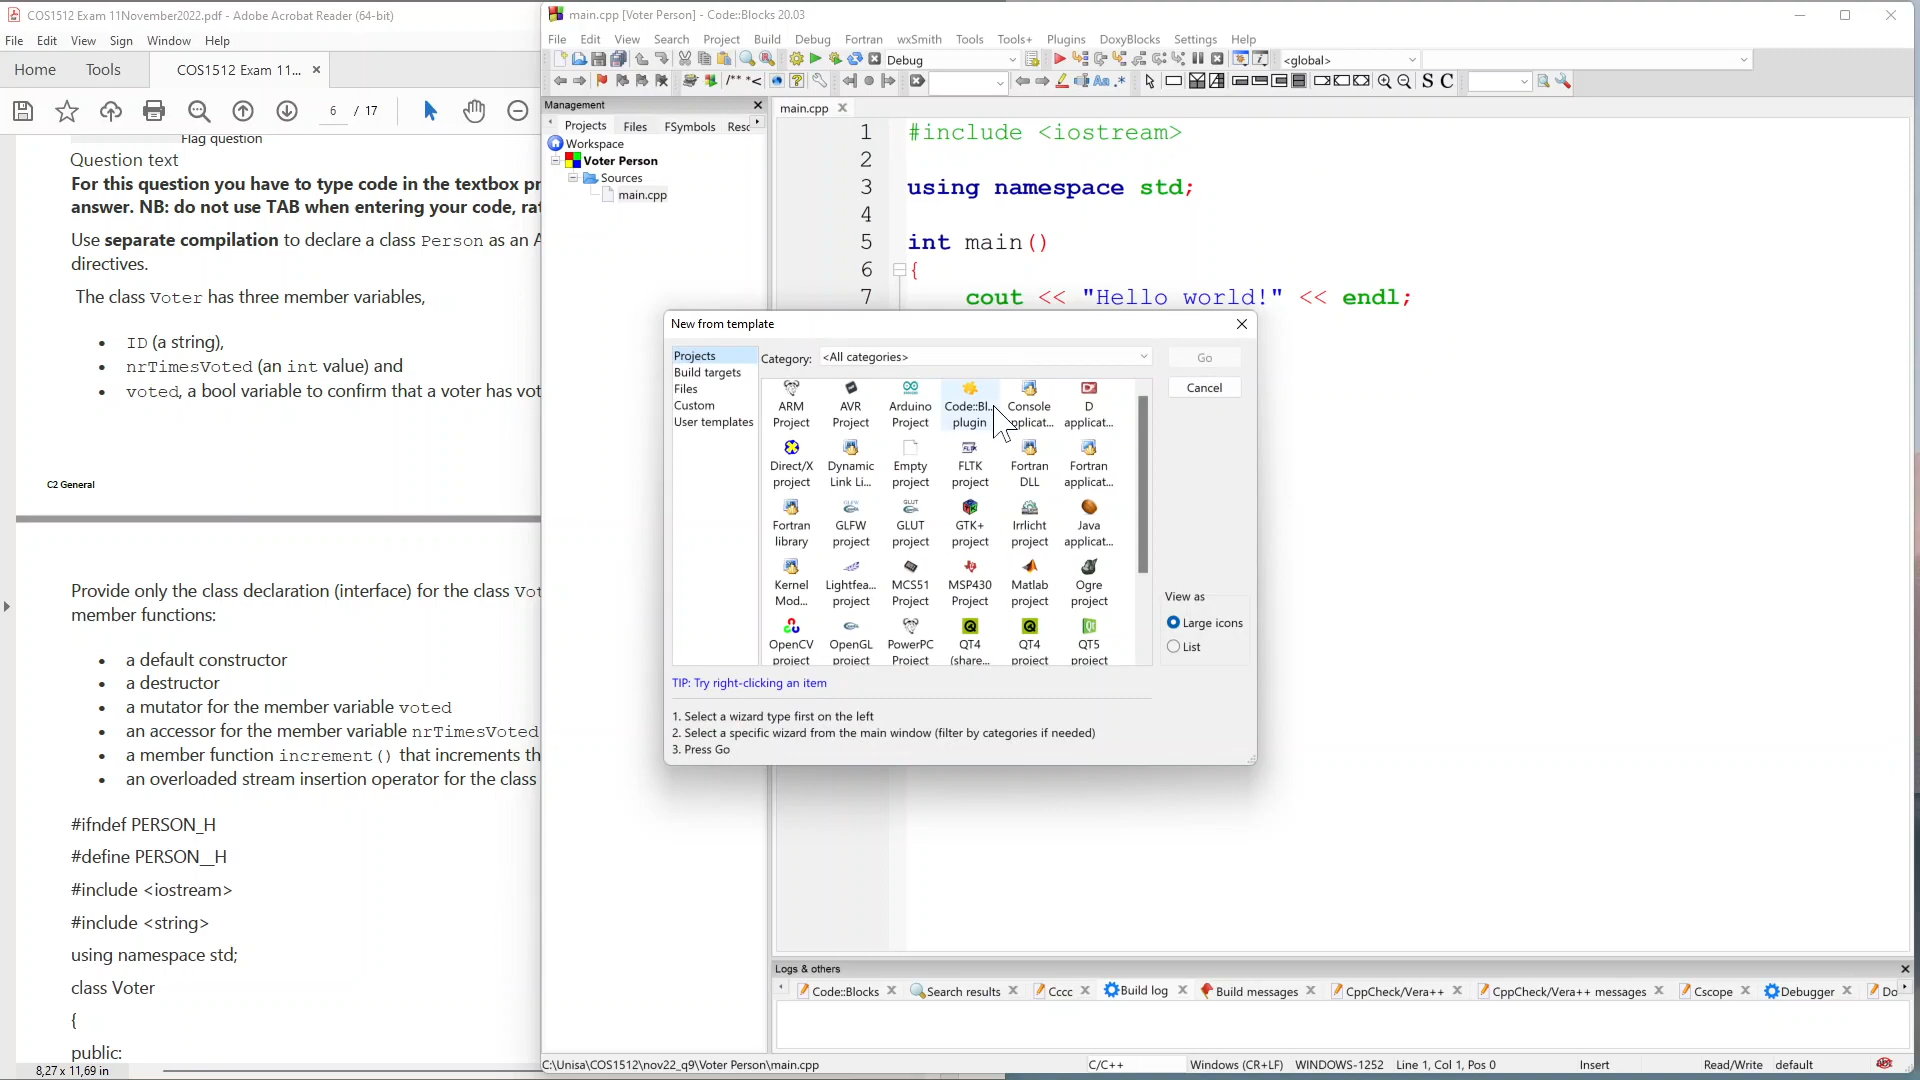 COS1512 Exam 11November2022.pdf - Adobe Acrobat Reader (64-bit)
File Edit View Sign Window Help
Home Tools COS1512 Exam 11... ×
6 / 17
Flag question
Question text
For this question you have to type code in the textbox
answer. NB: do not use TAB when entering your code,
Use separate compilation to declare a class Person as an
directives.
The class Voter has three member variables,
• ID (a string),
• nrTimesVoted (an int value) and
• voted, a bool variable to confirm that a voter has
C2 General
Provide only the class declaration (interface) for the class
member functions:
• a default constructor
• a destructor
• a mutator for the member variable voted
• an accessor for the member variable nrTimesVoted
• a member function increment() that increments
• an overloaded stream insertion operator for the class
#ifndef PERSON_H
#define PERSON__H
#include <iostream>
#include <string>
using namespace std;
class Voter
{
public:
8,27 x 11,69 in
main.cpp [Voter Person] - Code::Blocks 20.03
File Edit View Search Project Build Debug Fortran wxSmith Tools Tools+ Plugins DoxyBlocks Settings Help
Debug
<global>
/** *<
Aa .*
S C
Management
Projects Files FSymbols Resc
Workspace
Voter Person
Sources
main.cpp
main.cpp
1 #include <iostream>
2
3 using namespace std;
4
5 int main()
6 {
7 cout << "Hello world!" << endl;
New from template
Projects
Build targets
Files
Custom
User templates
Category: <All categories>
Go
Cancel
ARM Project
AVR Project
Arduino Project
Code::Bl... plugin
Console
D applicat...
Direct/X project
Dynamic Link Li...
Empty project
FLTK project
Fortran DLL
Fortran applicat...
Fortran library
GLFW project
GLUT project
GTK+ project
Irrlicht project
Java applicat...
Kernel Mod...
Lightfea... project
MCS51 Project
MSP430 Project
Matlab project
Ogre project
OpenCV project
OpenGL project
PowerPC Project
QT4 (share...
QT4 project
QT5 project
View as
Large icons
List
TIP: Try right-clicking an item
1. Select a wizard type first on the left
2. Select a specific wizard from the main window (filter by categories if needed)
3. Press Go
Logs & others
Code::Blocks Search results Cccc Build log Build messages CppCheck/Vera++ CppCheck/Vera++ messages Cscope Debugger
C:\Unisa\COS1512\nov22_q9\Voter Person\main.cpp C/C++ Windows (CR+LF) WINDOWS-1252 Line 1, Col 1, Pos 0 Insert Read/Write default